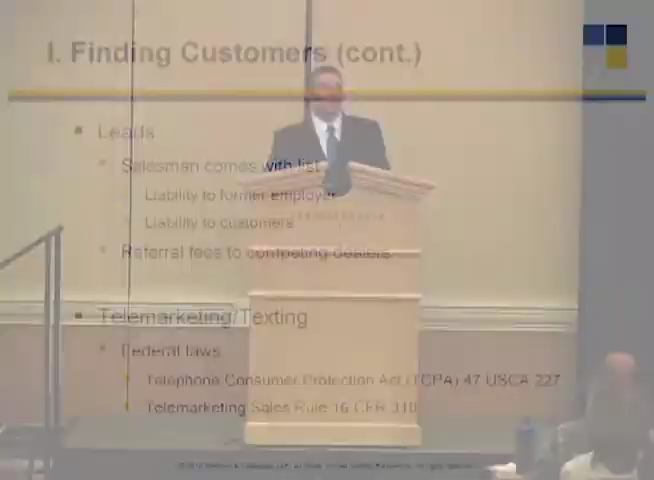 I. Finding Customers (cont.)
Leads
Salesman comes with list
Liability to former employer
Liability to customers
Referral fees to competing dealers
Telemarketing/Texting
Federal laws
Telephone Consumer Protection Act (TCPA) 47 USCA 227
Telemarketing Sales Rule 16 CFR 310